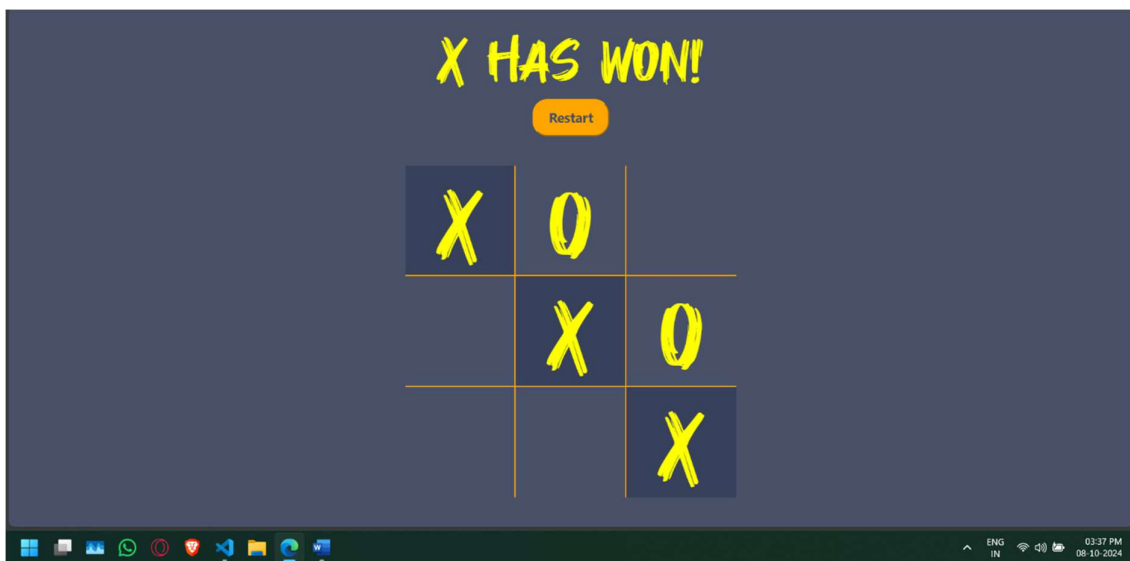 X HAS WON!
Restart
X O
X O
X
ENG
IN
03:37 PM
08-10-2024